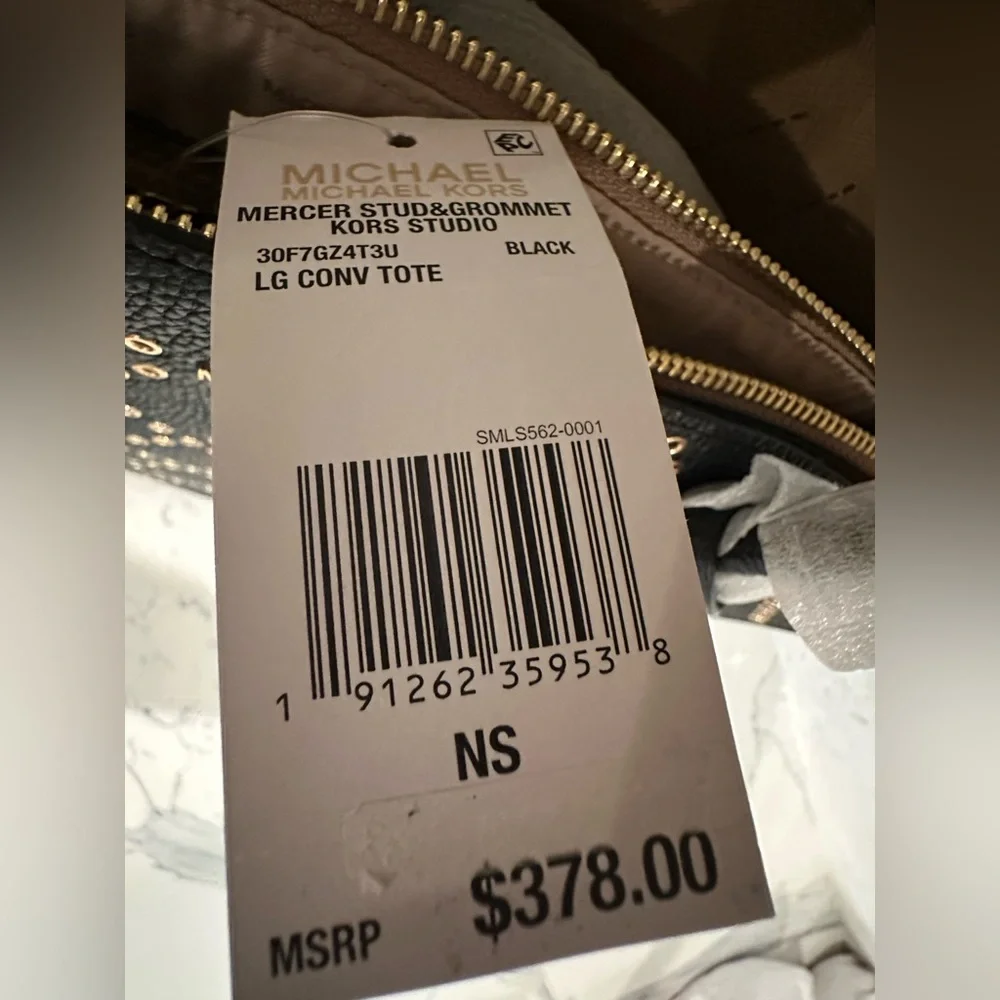 EPC
MICHAEL
MICHAEL KORS
MERCER STUD&GROMMET
KORS STUDIO
30F7GZ4T3U BLACK
LG CONV TOTE
SMLS562-0001
1 91262 35953 8
NS
MSRP $378.00